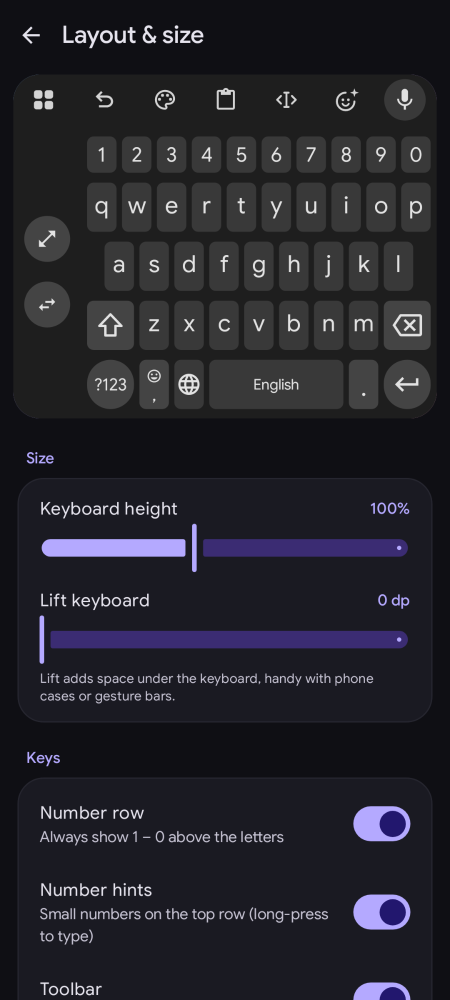 Layout & size
1 2 3 4 5 6 7 8 9 0
q w e r t y u i o p
a s d f g h j k l
z x c v b n m
?123 , English .
Size
Keyboard height 100%
Lift keyboard 0 dp
Lift adds space under the keyboard, handy with phone
cases or gesture bars.
Keys
Number row
Always show 1 – 0 above the letters
Number hints
Small numbers on the top row (long-press
to type)
Toolbar